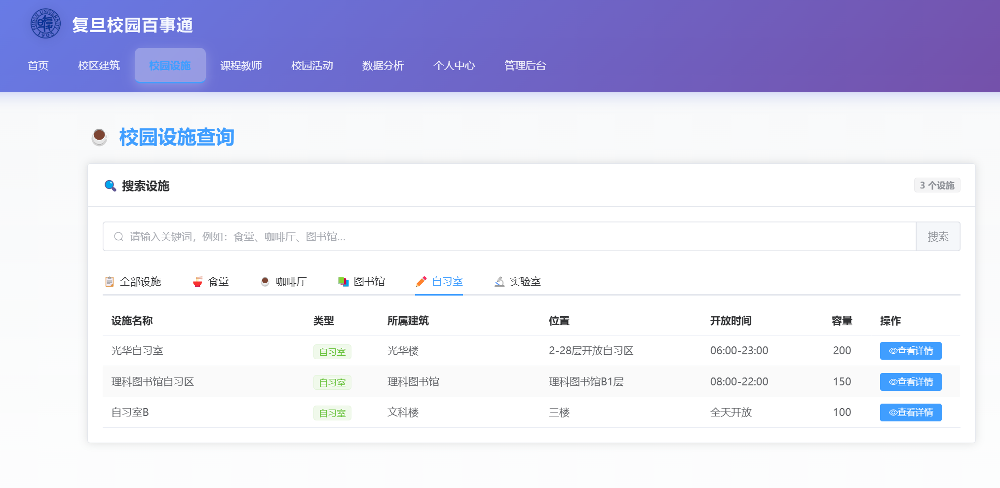 FUDAN UNIVERSITY
1905
复旦校园百事通
首页 校区建筑 校园设施 课程教师 校园活动 数据分析 个人中心 管理后台
校园设施查询
搜索设施 3 个设施
请输入关键词，例如：食堂、咖啡厅、图书馆... 搜索
全部设施 食堂 咖啡厅 图书馆 自习室 实验室
设施名称 类型 所属建筑 位置 开放时间 容量 操作
光华自习室 自习室 光华楼 2-28层开放自习区 06:00-23:00 200 查看详情
理科图书馆自习区 自习室 理科图书馆 理科图书馆B1层 08:00-22:00 150 查看详情
自习室B 自习室 文科楼 三楼 全天开放 100 查看详情